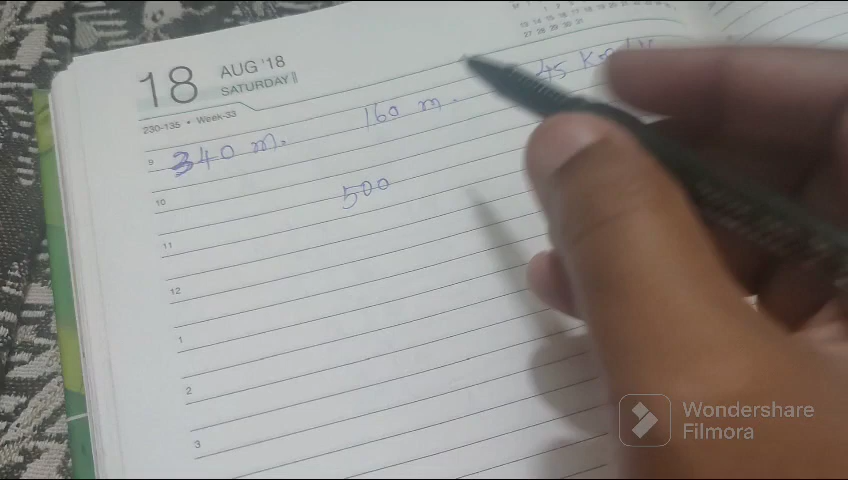 18 AUG '18
SATURDAY
230-135 • Week-33
340 m. 160 m. 45
500
9
10
11
12
1
2
3
Wondershare
Filmora